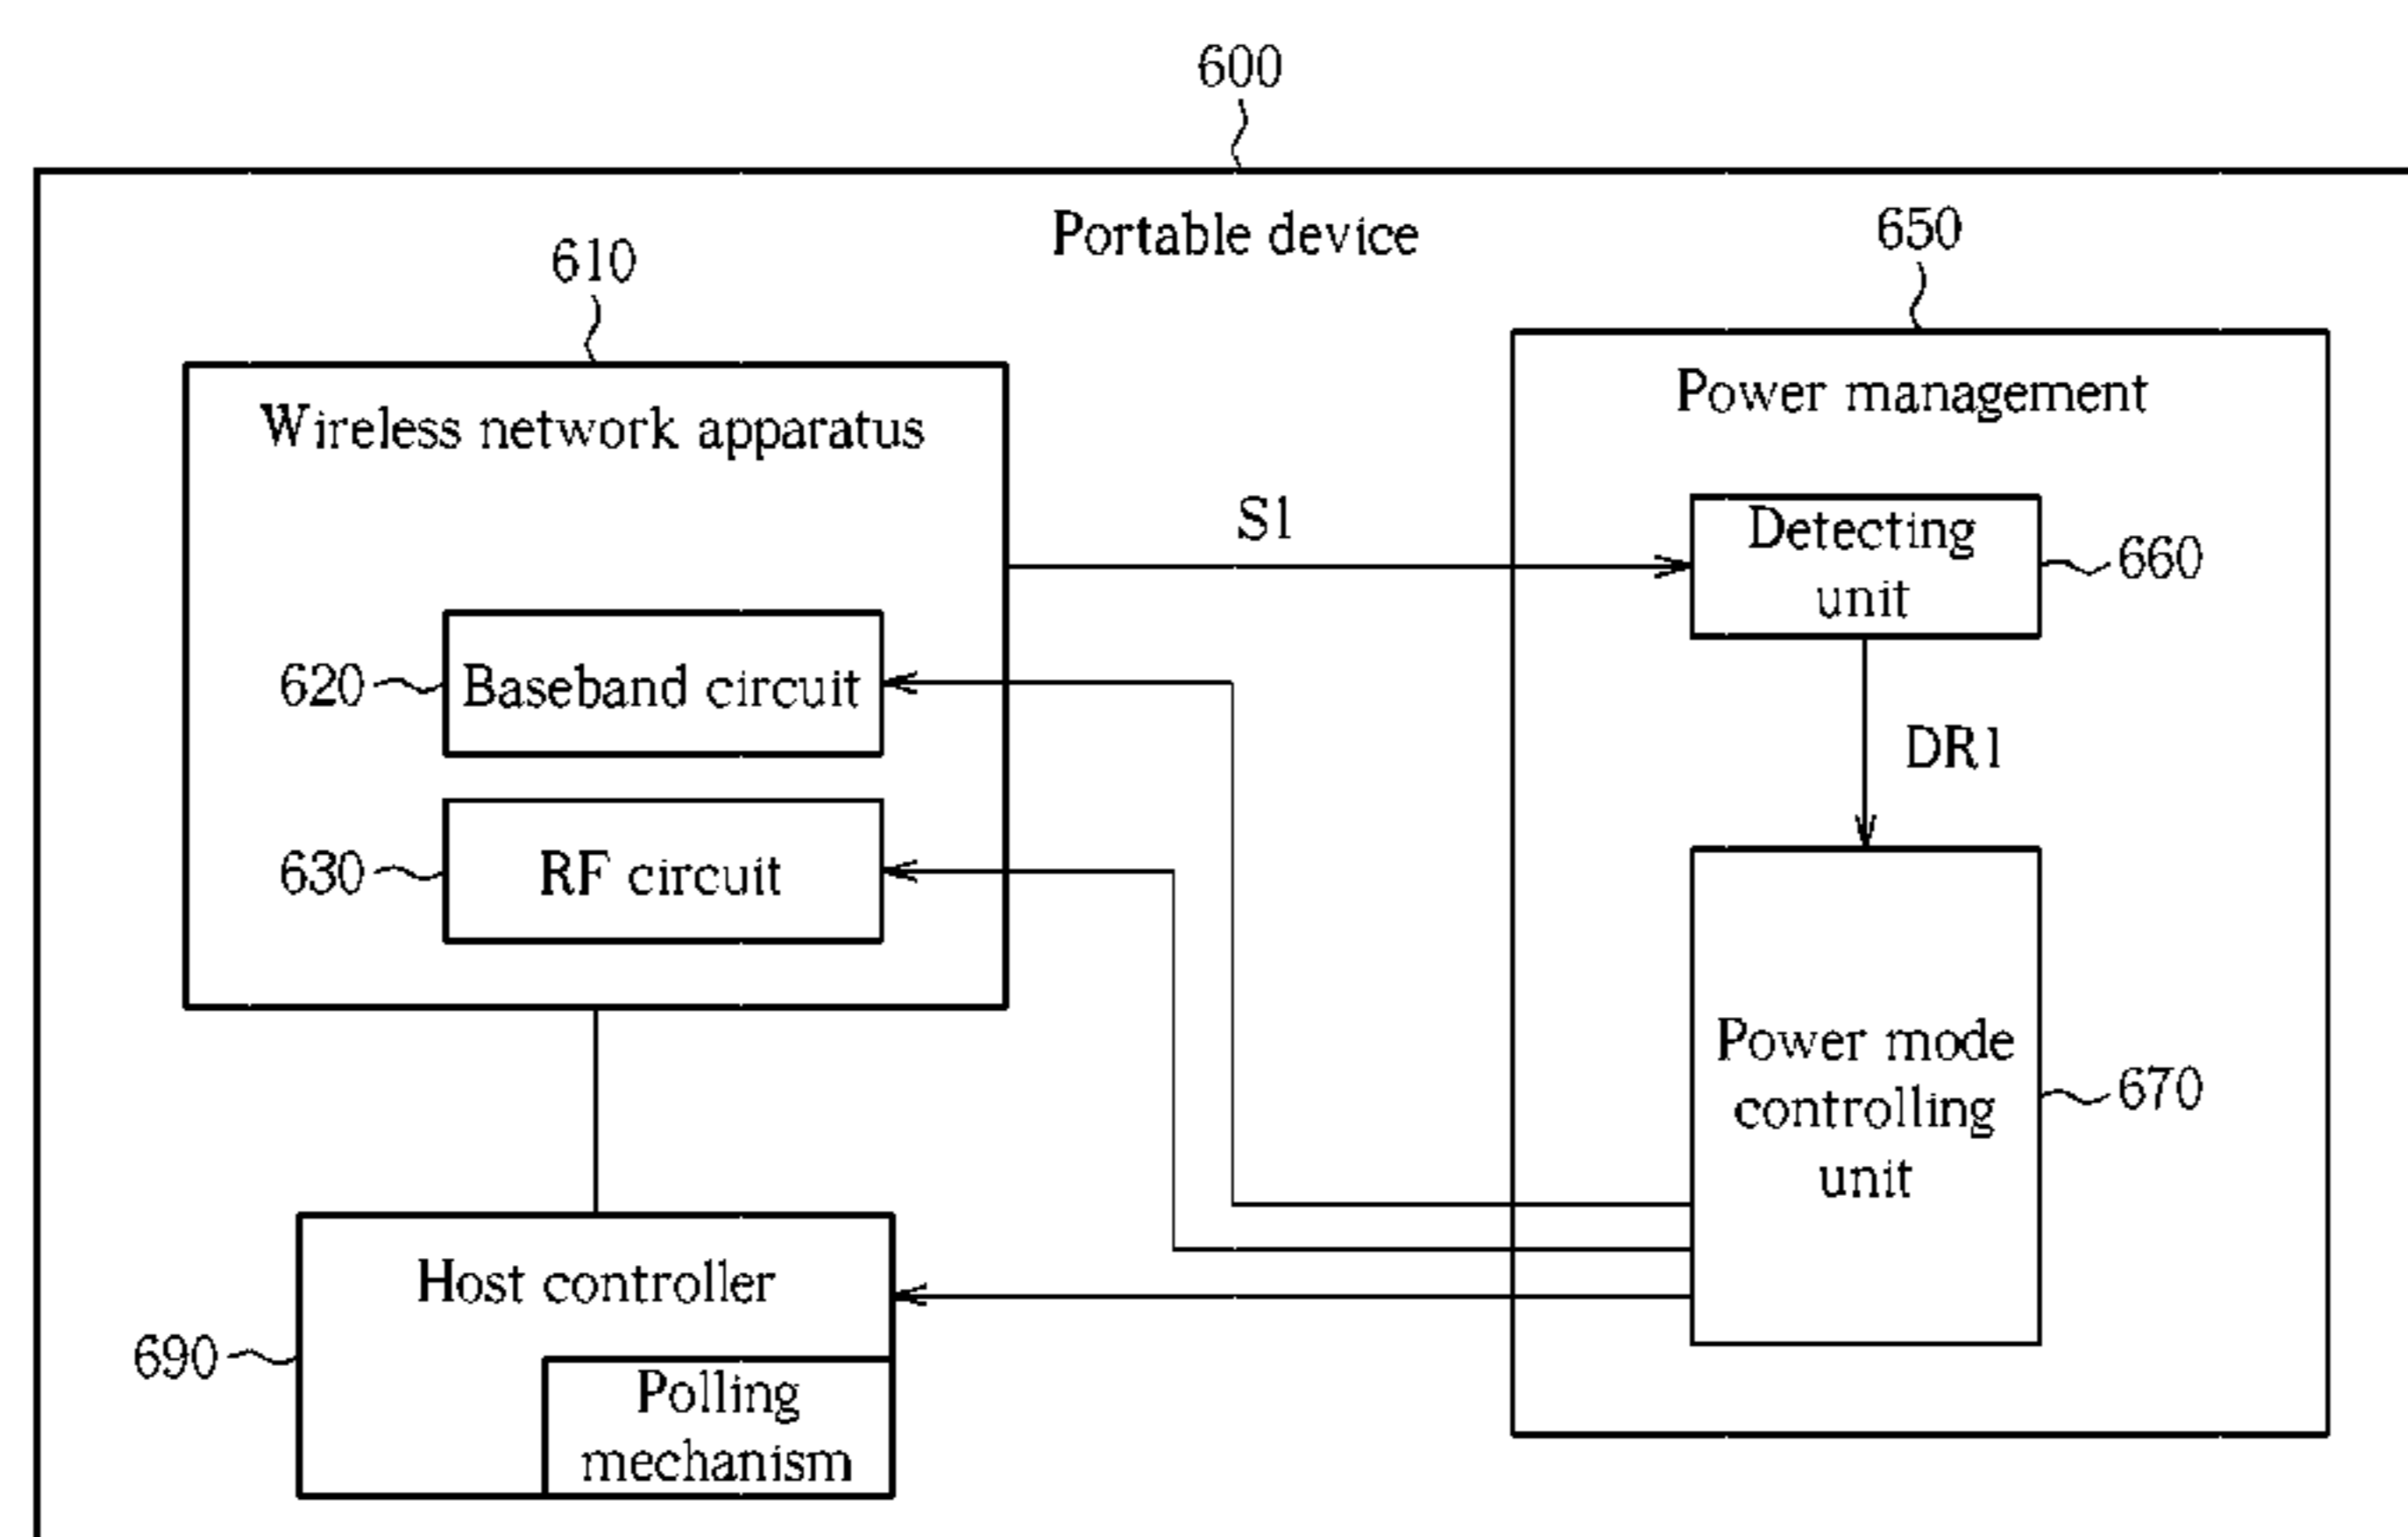 600
Portable device
610
650
Wireless network apparatus
Power management
S1
Detecting
unit
660
620
Baseband circuit
DR1
630
RF circuit
Power mode
controlling
unit
670
Host controller
690
Polling
mechanism